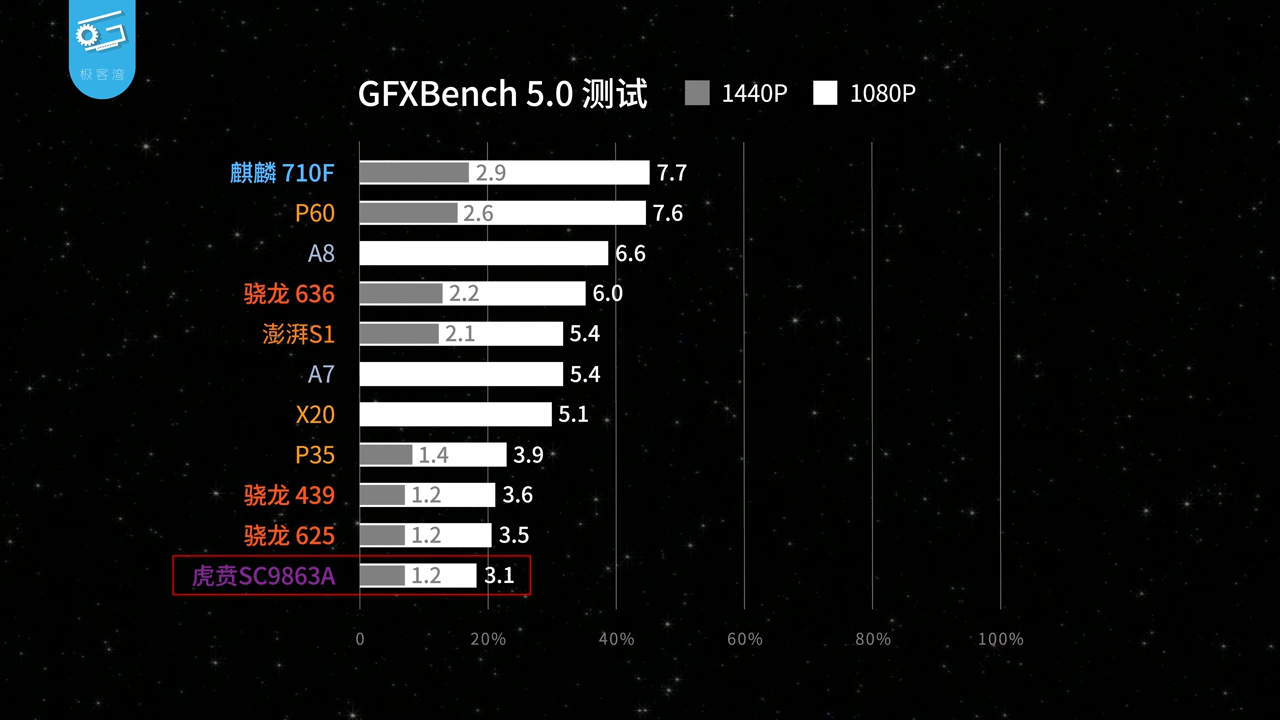 极客湾
GFXBench 5.0 测试 1440P 1080P
麒麟 710F 2.9 7.7
P60 2.6 7.6
A8 6.6
骁龙 636 2.2 6.0
澎湃S1 2.1 5.4
A7 5.4
X20 5.1
P35 1.4 3.9
骁龙 439 1.2 3.6
骁龙 625 1.2 3.5
虎贲SC9863A 1.2 3.1
0 20% 40% 60% 80% 100%